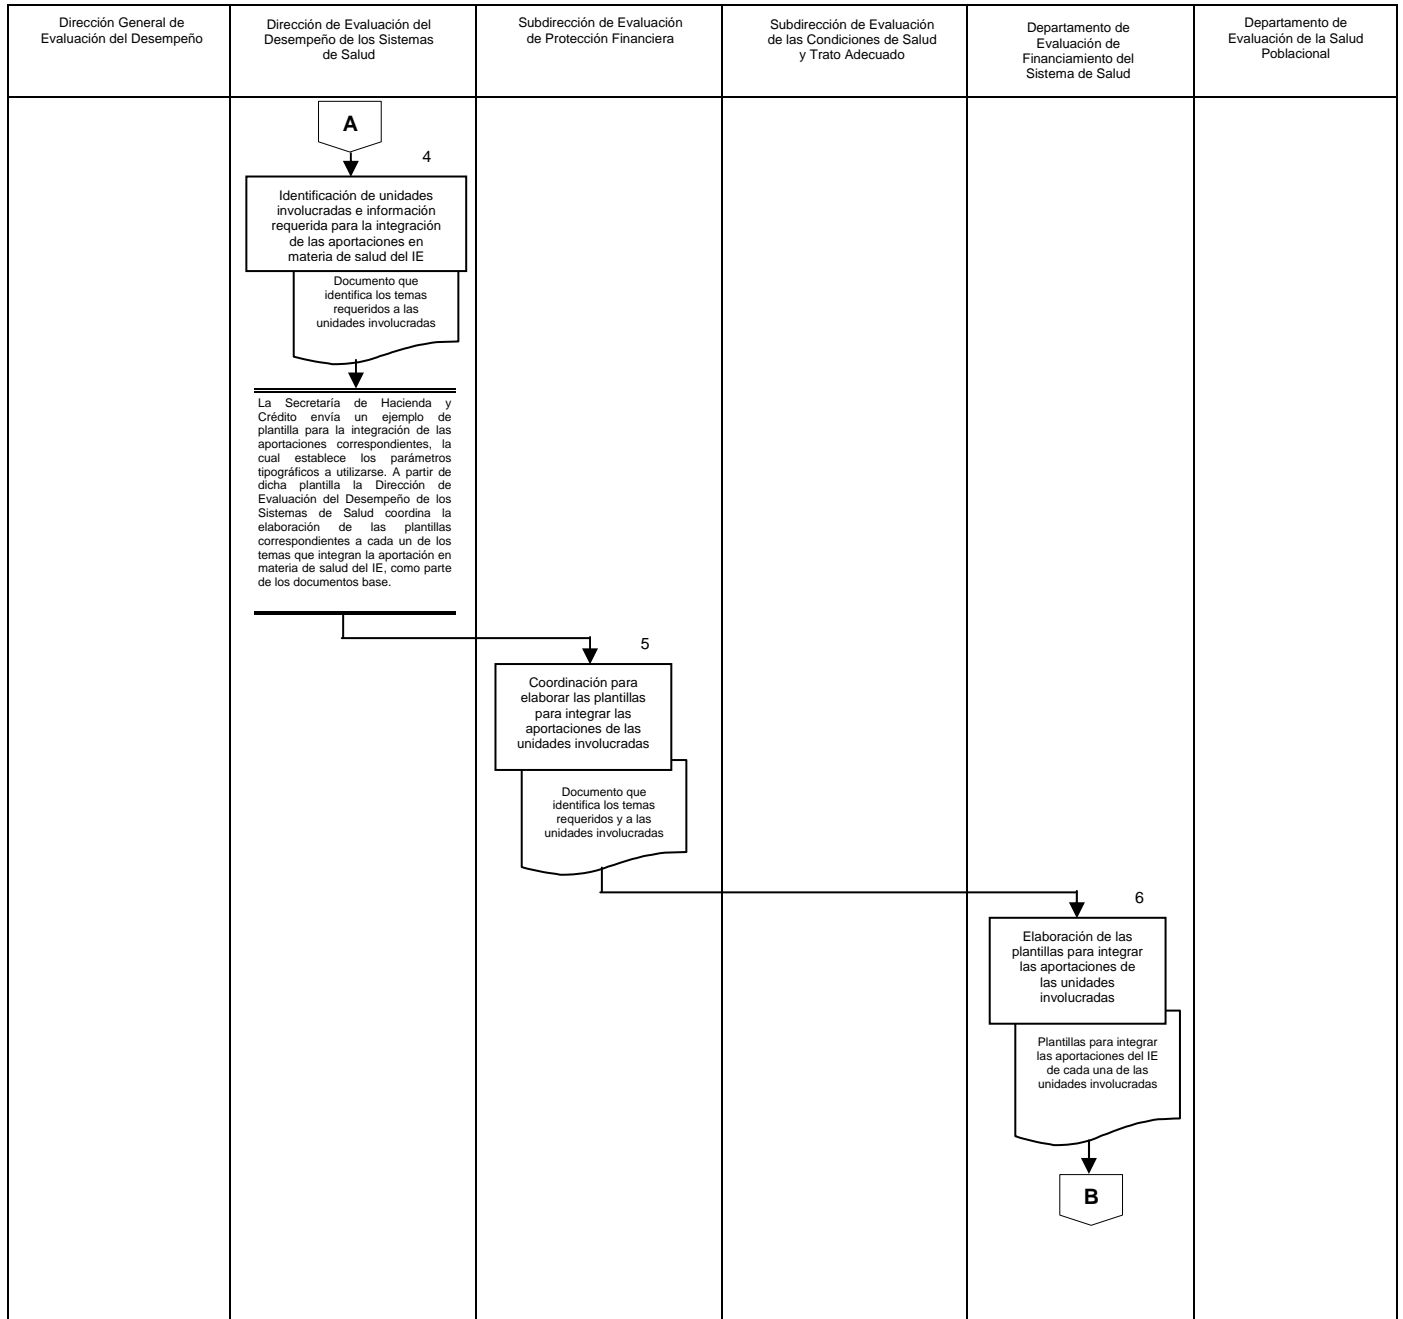 Dirección General de
Evaluación del Desempeño
Dirección de Evaluación del
Desempeño de los Sistemas
de Salud
Subdirección de Evaluación
de Protección Financiera
Subdirección de Evaluación
de las Condiciones de Salud
y Trato Adecuado
Departamento de
Evaluación de
Financiamiento del
Sistema de Salud
Departamento de
Evaluación de la Salud
Poblacional
A
4
Identificación de unidades
involucradas e información
requerida para la integración
de las aportaciones en
materia de salud del IE
Documento que
identifica los temas
requeridos a las
unidades involucradas
La Secretaría de Hacienda y
Crédito envía un ejemplo de
plantilla para la integración de las
aportaciones correspondientes, la
cual establece los parámetros
tipográficos a utilizarse. A partir de
dicha plantilla la Dirección de
Evaluación del Desempeño de los
Sistemas de Salud coordina la
elaboración de las plantillas
correspondientes a cada un de los
temas que integran la aportación en
materia de salud del IE, como parte
de los documentos base.
5
Coordinación para
elaborar las plantillas
para integrar las
aportaciones de las
unidades involucradas
Documento que
identifica los temas
requeridos y a las
unidades involucradas
6
Elaboración de las
plantillas para integrar
las aportaciones de
las unidades
involucradas
Plantillas para integrar
las aportaciones del IE
de cada una de las
unidades involucradas
B